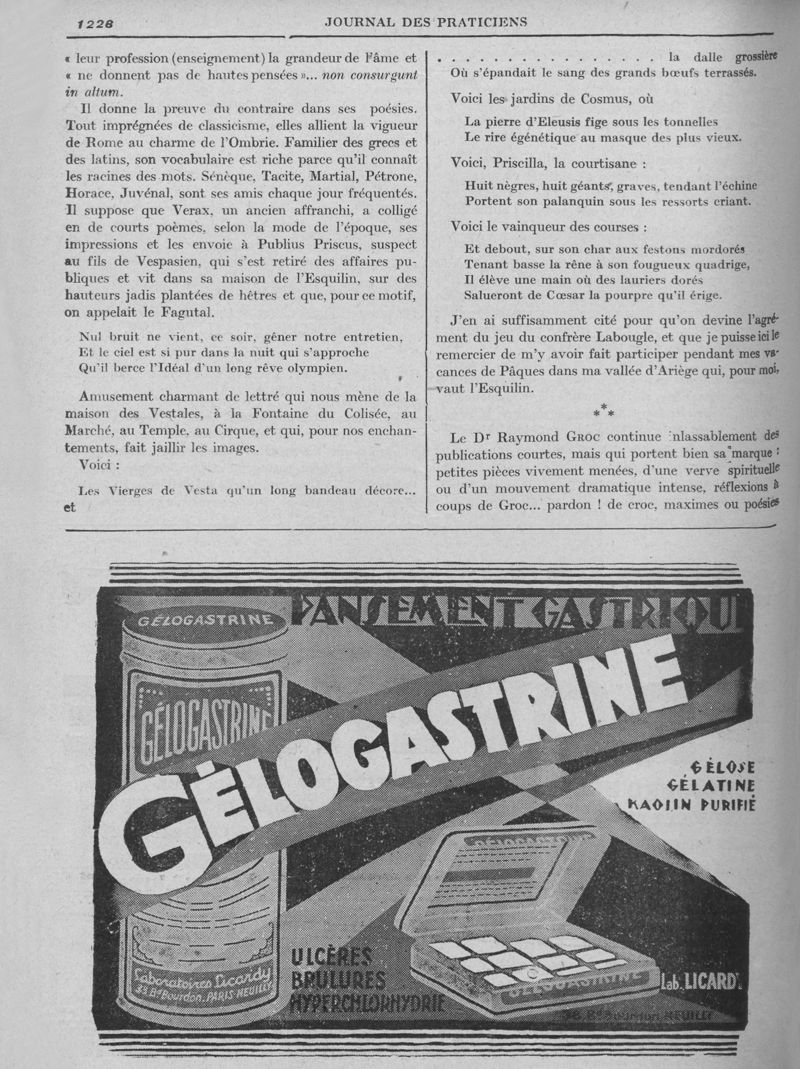 1228
JOURNAL DES PRATICIENS
« leur profession (enseignement) la grandeur de l'âme et
« ne donnent pas de hautes pensées »... non consurgunt
in altum.
Il donne la preuve du contraire dans ses poésies.
Tout imprégnées de classicisme, elles allient la vigueur
de Rome au charme de l'Ombrie. Familier des grecs et
des latins, son vocabulaire est riche parce qu'il connaît
les racines des mots. Sénèque, Tacite, Martial, Pétrone,
Horace, Juvénal, sont ses amis chaque jour fréquentés.
Il suppose que Verax, un ancien affranchi, a colligé
en de courts poèmes, selon la mode de l'époque, ses
impressions et les envoie à Publius Priscus, suspect
au fils de Vespasien, qui s'est retiré des affaires pu-
bliques et vit dans sa maison de l'Esquilin, sur des
hauteurs jadis plantées de hêtres et que, pour ce motif,
on appelait le Fagutal.
Nul bruit ne vient, ce soir, gêner notre entretien,
Et le ciel est si pur dans la nuit qui s'approche
Qu'il berce l'Idéal d'un long rêve olympien.
Amusement charmant de lettré qui nous mène de la
maison des Vestales, à la Fontaine du Colisée, au
Marché, au Temple, au Cirque, et qui, pour nos enchan-
tements, fait jaillir les images.
Voici :
Les Vierges de Vesta qu'un long bandeau décore...
et
. . . . . . . . . . . . . . . . la dalle grossière
Où s'épandait le sang des grands bœufs terrassés.
Voici les jardins de Cosmus, où
La pierre d'Eleusis fige sous les tonnelles
Le rire égénétique au masque des plus vieux.
Voici, Priscilla, la courtisane :
Huit nègres, huit géants, graves, tendant l'échine
Portent son palanquin sous les ressorts criant.
Voici le vainqueur des courses :
Et debout, sur son char aux festons mordorés
Tenant basse la rêne à son fougueux quadrige,
Il élève une main où des lauriers dorés
Salueront de Cœsar la pourpre qu'il érige.
J'en ai suffisamment cité pour qu'on devine l'agré-
ment du jeu du confrère Labougle, et que je puisse ici le
remercier de m'y avoir fait participer pendant mes va-
cances de Pâques dans ma vallée d'Ariège qui, pour moi,
vaut l'Esquilin.
* * *
Le Dr Raymond GROC continue inlassablement des
publications courtes, mais qui portent bien sa marque :
petites pièces vivement menées, d'une verve spirituelle
ou d'un mouvement dramatique intense, réflexions à
coups de Groc... pardon ! de croc, maximes ou poésies
PANSEMENT GASTRIQUE
GÉLOGASTRINE
GÉLOGASTRINE
GÉLOGASTRINE
GÉLOSE
GÉLATINE
KAOLIN PURIFIÉ
GÉLOGASTRINE
ULCÈRES
BRULURES
HYPERCHLORHYDRIE
GÉLOGASTRINE
Laboratoires Licardy
38 Bd Bourdon. PARIS-NEUILLY
Lab. LICARDY
38, Bd Bourdon, NEUILLY